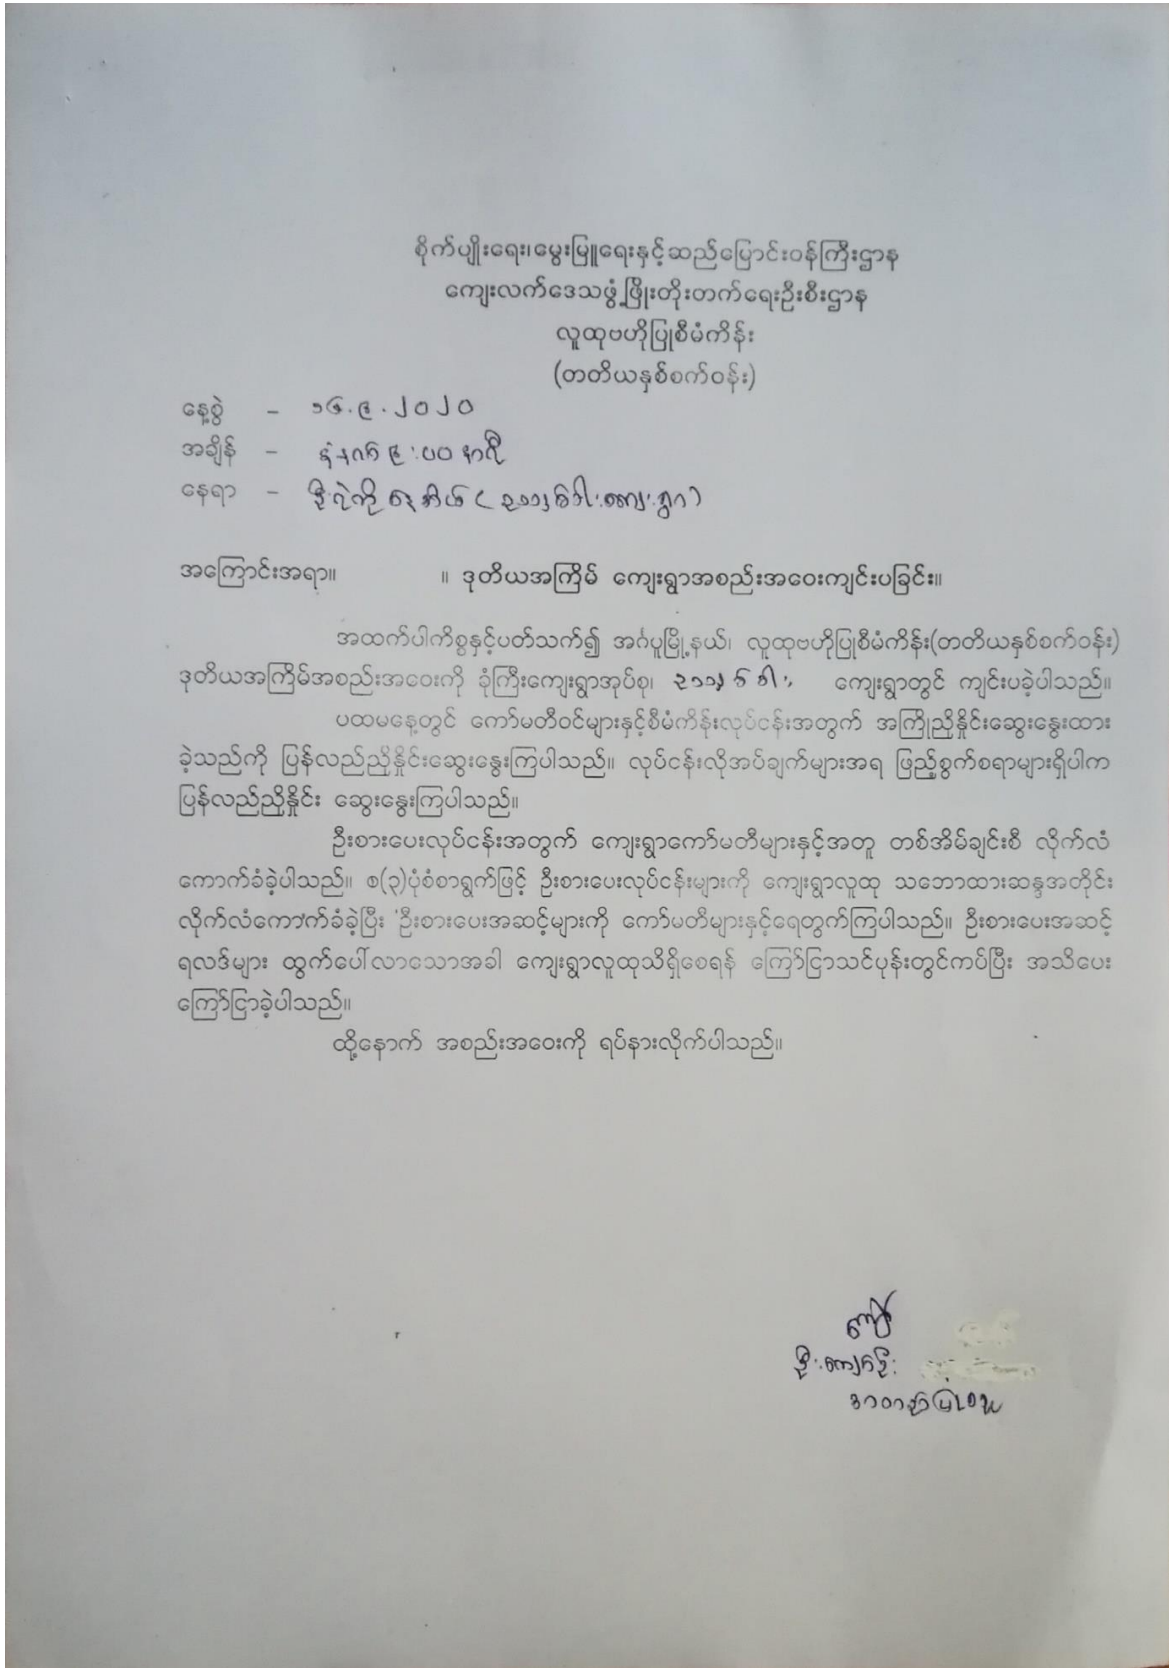 စိုက်ပျိုးရေး၊မွေးမြူရေးနှင့်ဆည်မြောင်းဝန်ကြီးဌာန
ကျေးလက်ဒေသဖွံ့ဖြိုးတိုးတက်ရေးဦးစီးဌာန
လူထုဗဟိုပြုစီမံကိန်း
(တတိယနှစ်စက်ဝန်း)
နေ့စွဲ - ၁၆.၉.၂၀၂၀
အချိန် - နံနက် ၉:၀၀ နာရီ
နေရာ - ဦးရဲကိုနေအိမ် ( ကျေးရွာ)
အကြောင်းအရာ။ ။ ဒုတိယအကြိမ် ကျေးရွာအစည်းအဝေးကျင်းပခြင်း။
အထက်ပါကိစ္စနှင့်ပတ်သက်၍ အင်္ဂပူမြို့နယ်၊ လူထုဗဟိုပြုစီမံကိန်း(တတိယနှစ်စက်ဝန်း)
ဒုတိယအကြိမ်အစည်းအဝေးကို ခုံကြီးကျေးရွာအုပ်စု၊ ကျေးရွာတွင် ကျင်းပခဲ့ပါသည်။
ပထမနေ့တွင် ကော်မတီဝင်များနှင့်စီမံကိန်းလုပ်ငန်းအတွက် အကြိုညှိနှိုင်းဆွေးနွေးထား
ခဲ့သည်ကို ပြန်လည်ညှိနှိုင်းဆွေးနွေးကြပါသည်။ လုပ်ငန်းလိုအပ်ချက်များအရ ဖြည့်စွက်စရာများရှိပါက
ပြန်လည်ညှိနှိုင်း ဆွေးနွေးကြပါသည်။
ဦးစားပေးလုပ်ငန်းအတွက် ကျေးရွာကော်မတီများနှင့်အတူ တစ်အိမ်ချင်းစီ လိုက်လံ
ကောက်ခံခဲ့ပါသည်။ စ(၃)ပုံစံစာရွက်ဖြင့် ဦးစားပေးလုပ်ငန်းများကို ကျေးရွာလူထု သဘောထားဆန္ဒအတိုင်း
လိုက်လံကောက်ခံခဲ့ပြီး ဦးစားပေးအဆင့်များကို ကော်မတီများနှင့်ရေတွက်ကြပါသည်။ ဦးစားပေးအဆင့်
ရလဒ်များ ထွက်ပေါ်လာသောအခါ ကျေးရွာလူထုသိရှိစေရန် ကြော်ငြာသင်ပုန်းတွင်ကပ်ပြီး အသိပေး
ကြော်ငြာခဲ့ပါသည်။
ထို့နောက် အစည်းအဝေးကို ရပ်နားလိုက်ပါသည်။
ဦးကျော်ဦး